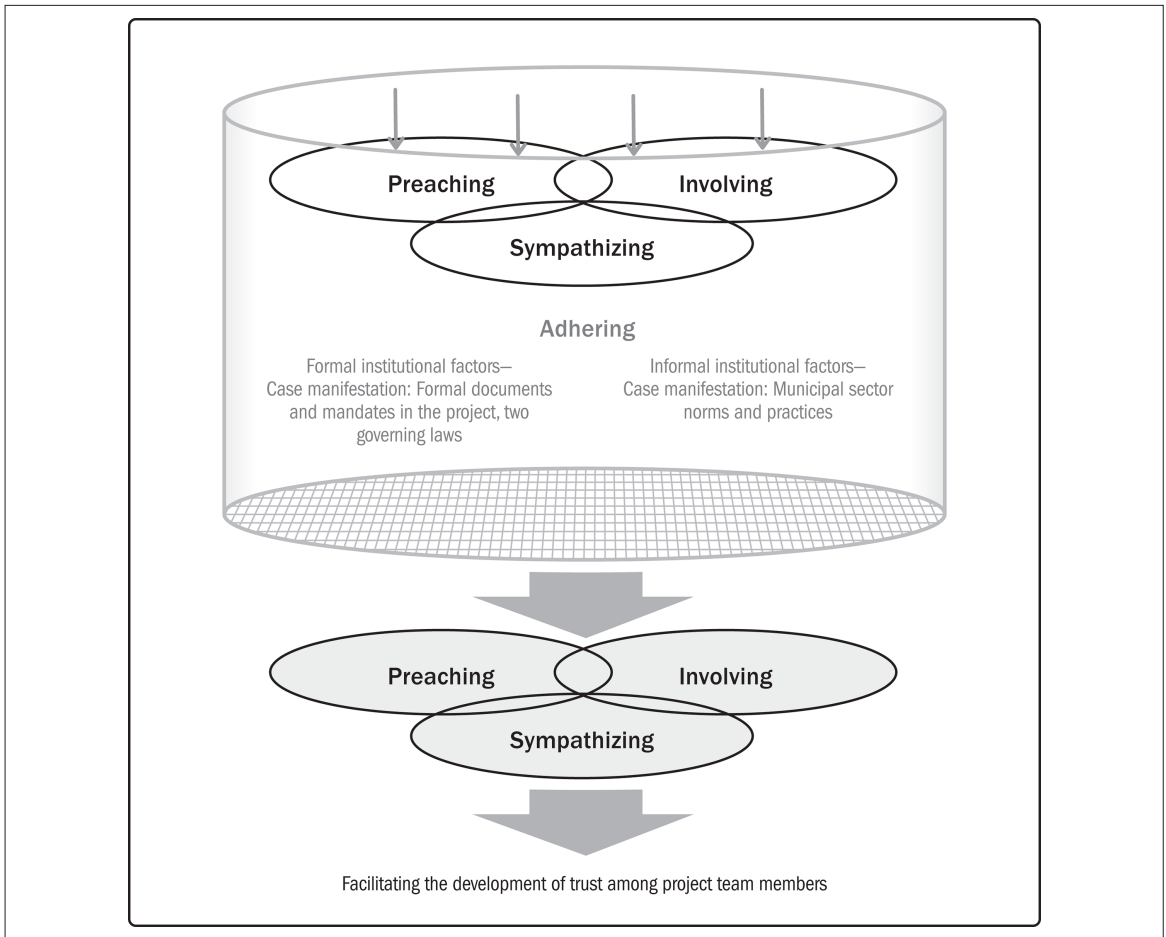 Preaching
Involving
Sympathizing
Adhering
Formal institutional factors—
Case manifestation: Formal documents
and mandates in the project, two
governing laws
Informal institutional factors—
Case manifestation: Municipal sector
norms and practices
Preaching
Involving
Sympathizing
Facilitating the development of trust among project team members